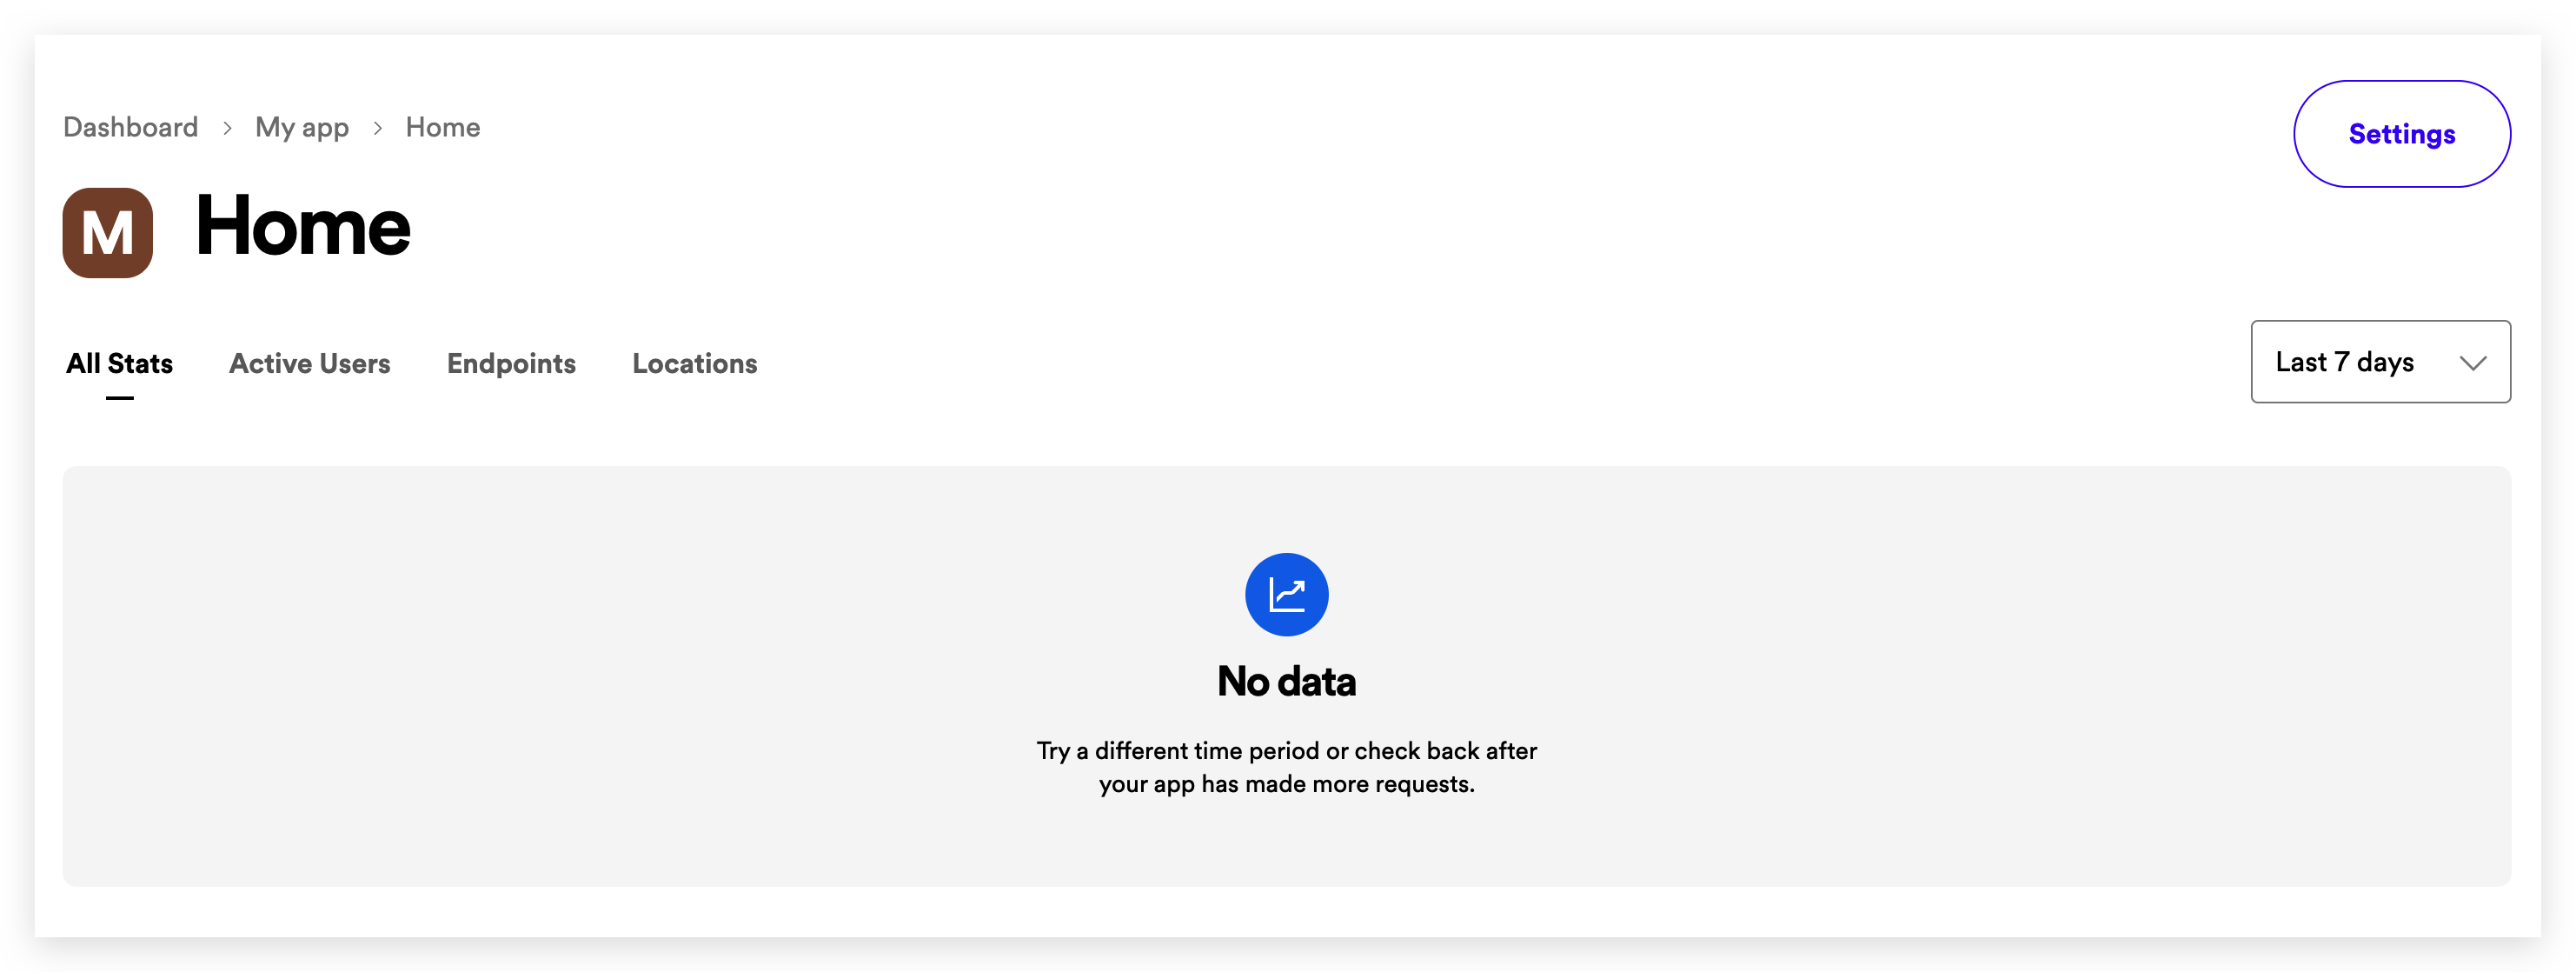 Dashboard > My app > Home
Settings
M Home
All Stats Active Users Endpoints Locations
Last 7 days
No data
Try a different time period or check back after
your app has made more requests.